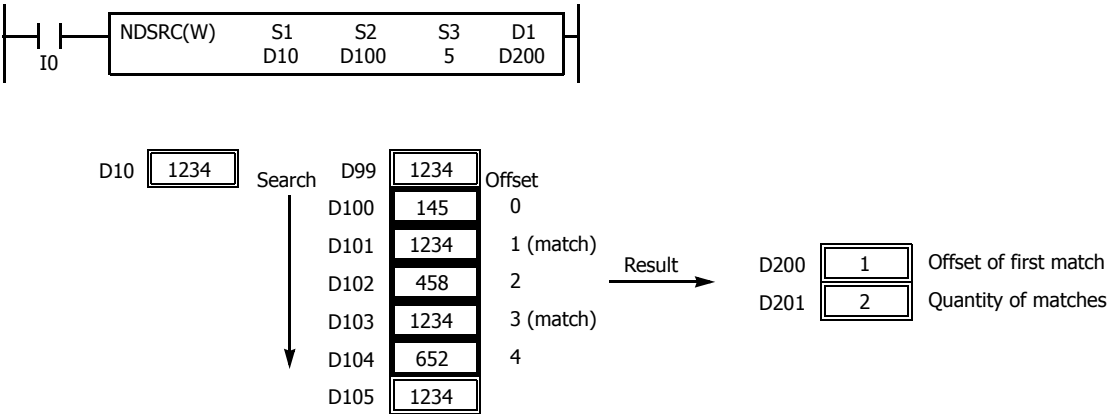 NDSRC(W) S1 S2 S3 D1
I0 D10 D100 5 D200
D10 1234 Search D99 1234 Offset
D100 145 0
D101 1234 1 (match)
D102 458 2
D103 1234 3 (match)
D104 652 4
D105 1234
Result
D200 1 Offset of first match
D201 2 Quantity of matches